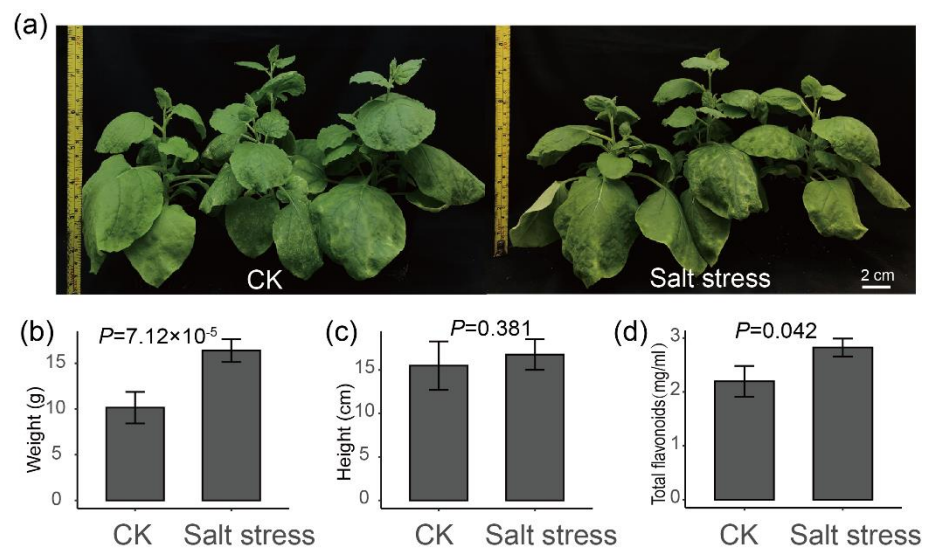 (a)
CK
Salt stress
2 cm
(b)
P=7.12×10-5
Weight (g)
15
10
5
0
CK
Salt stress
(c)
P=0.381
Height (cm)
15
10
5
0
CK
Salt stress
(d)
P=0.042
Total flavonoids(mg/ml)
3
2
1
0
CK
Salt stress